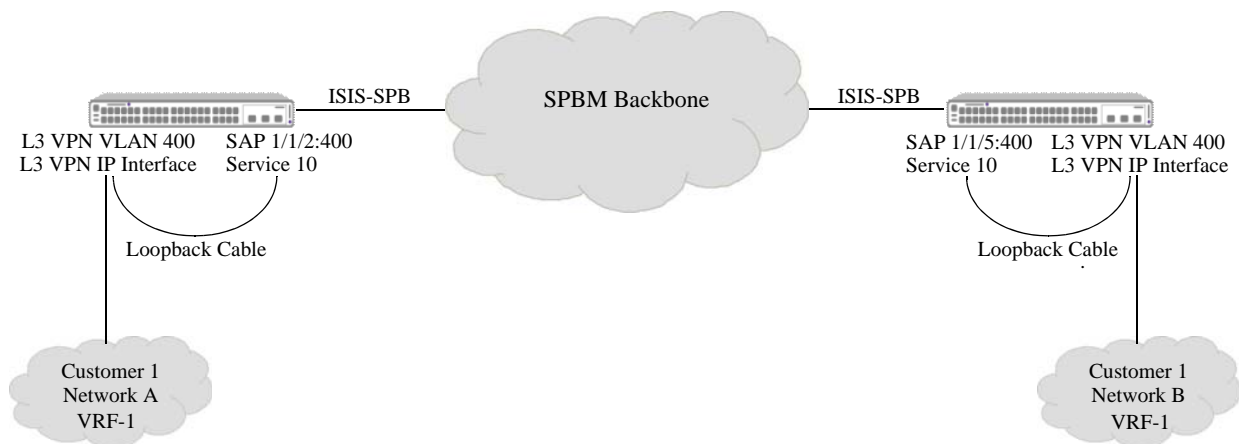 ISIS-SPB
SPBM Backbone
ISIS-SPB
L3 VPN VLAN 400
L3 VPN IP Interface
SAP 1/1/2:400
Service 10
SAP 1/1/5:400
Service 10
L3 VPN VLAN 400
L3 VPN IP Interface
Loopback Cable
Loopback Cable
.
Customer 1
Network A
VRF-1
Customer 1
Network B
VRF-1